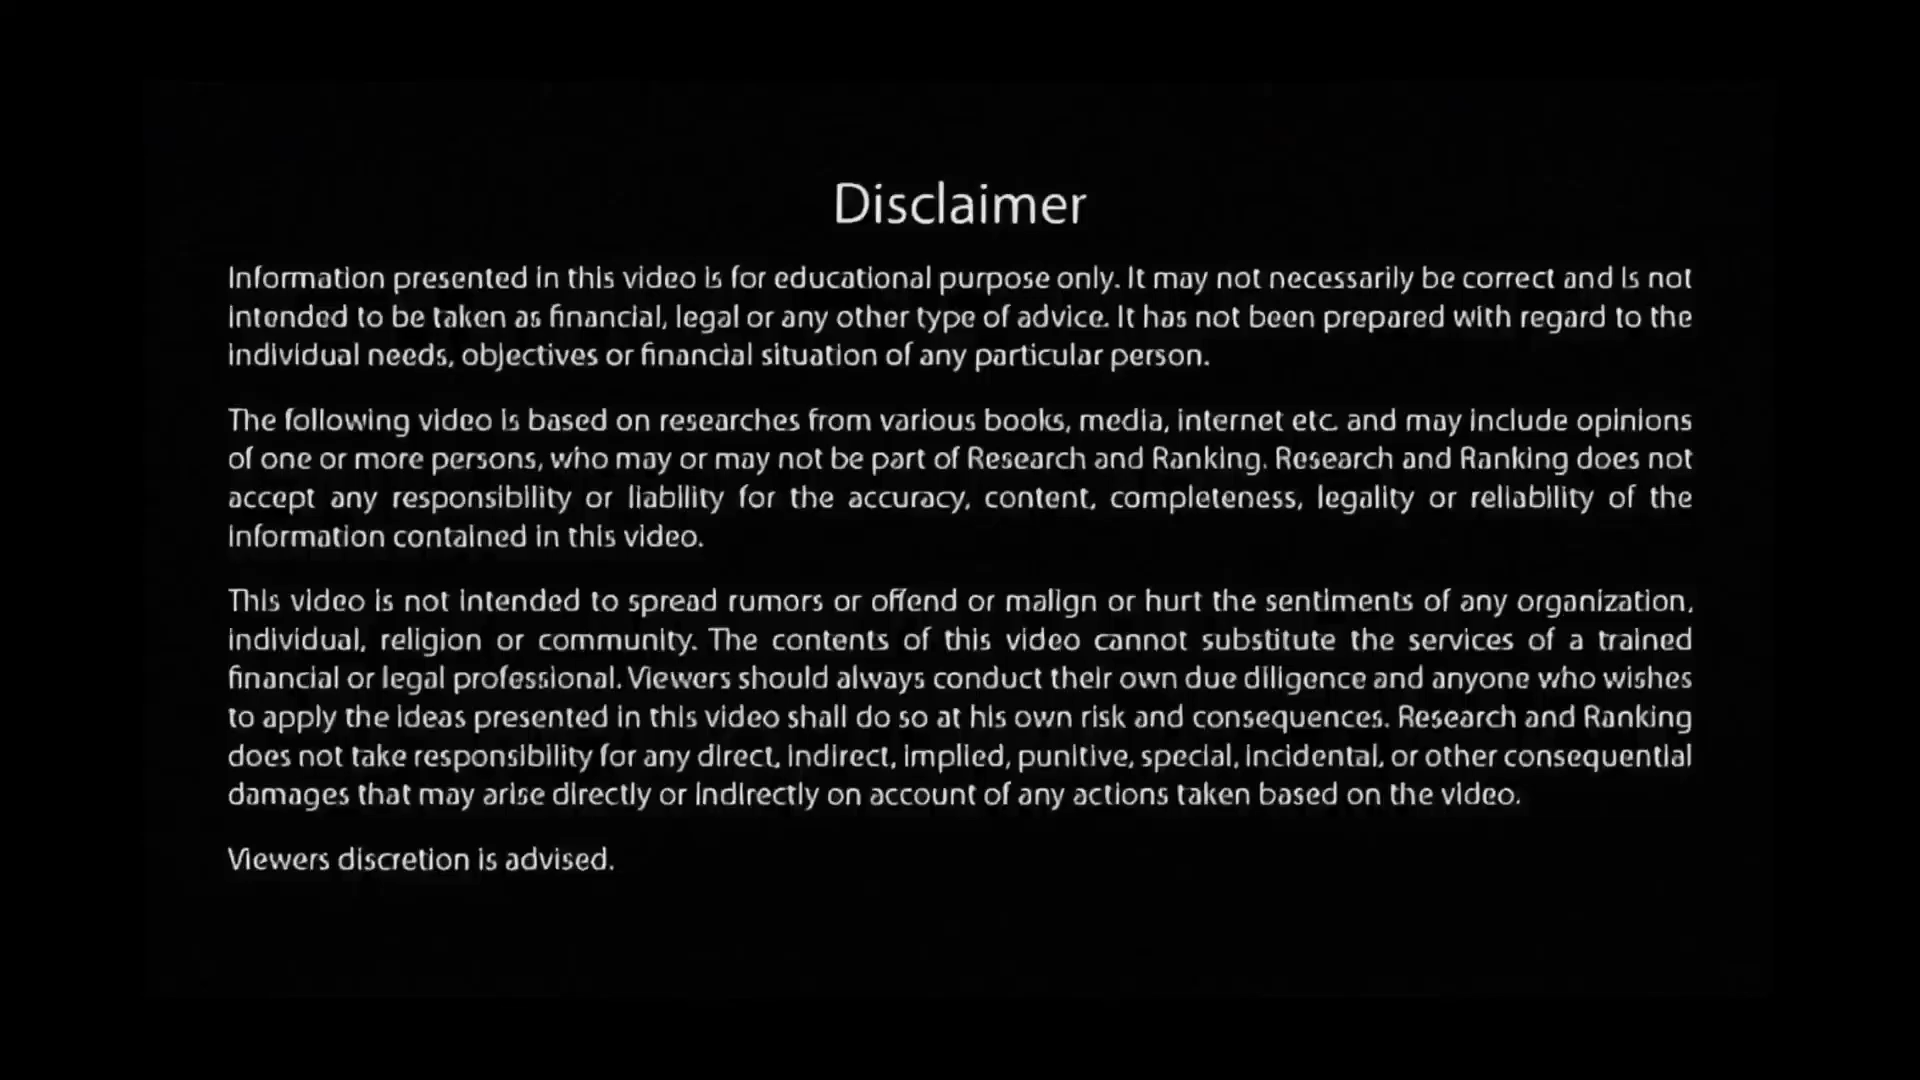 Disclaimer
Information presented in this video is for educational purpose only. It may not necessarily be correct and is not
intended to be taken as financial, legal or any other type of advice. It has not been prepared with regard to the
individual needs, objectives or financial situation of any particular person.
The following video is based on researches from various books, media, internet etc. and may include opinions
of one or more persons, who may or may not be part of Research and Ranking. Research and Ranking does not
accept any responsibility or liability for the accuracy, content, completeness, legality or reliability of the
information contained in this video.
This video is not intended to spread rumors or offend or malign or hurt the sentiments of any organization,
individual, religion or community. The contents of this video cannot substitute the services of a trained
financial or legal professional. Viewers should always conduct their own due diligence and anyone who wishes
to apply the ideas presented in this video shall do so at his own risk and consequences. Research and Ranking
does not take responsibility for any direct, indirect, implied, punitive, special, incidental, or other consequential
damages that may arise directly or indirectly on account of any actions taken based on the video.
Viewers discretion is advised.